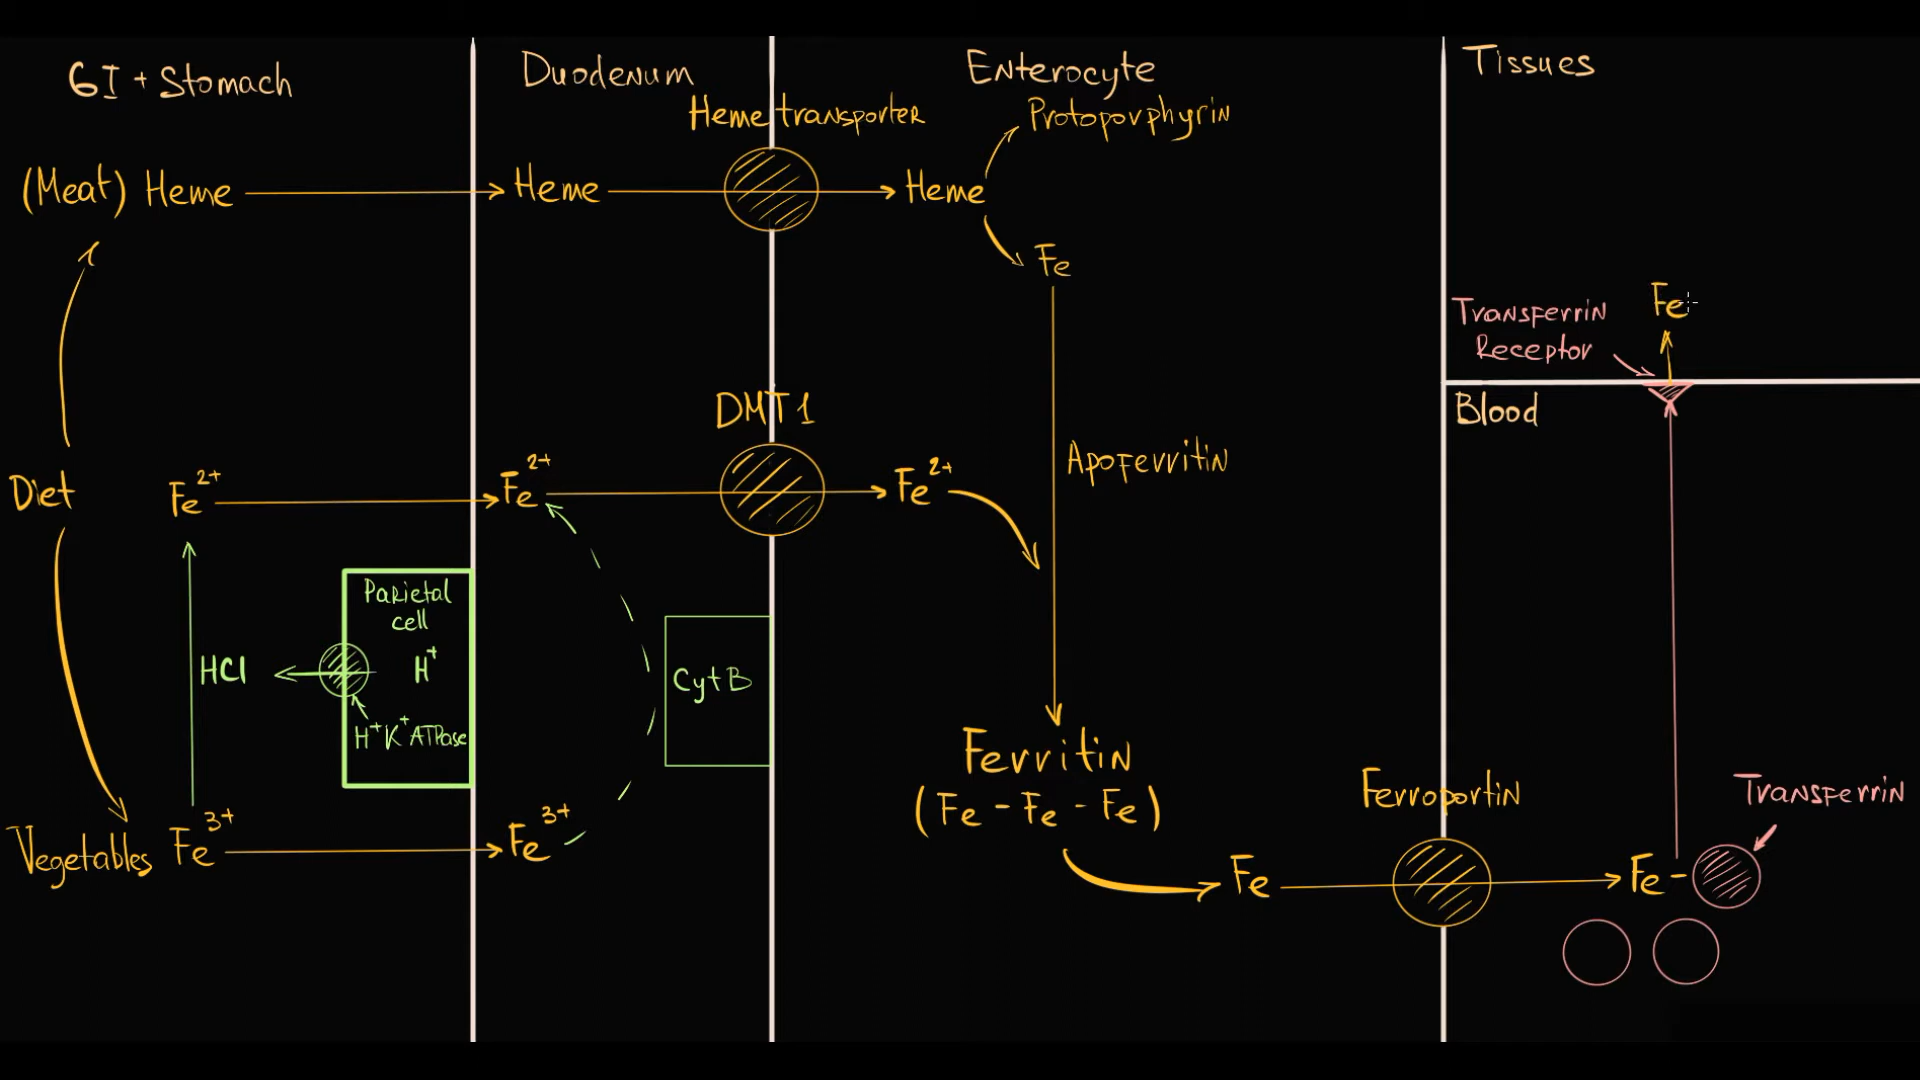 GI + Stomach
Duodenum
Enterocyte
Tissues
Heme transporter
Protoporphyrin
(Meat) Heme
Heme
Heme
Fe
Transferrin
Receptor
Fe
DMT1
Blood
Apoferritin
Diet
Fe2+
Fe2+
Fe2+
Parietal
cell
HCl
H+
H+K+ATPase
CytB
Ferritin
(Fe - Fe - Fe)
Ferroportin
Transferrin
Vegetables Fe3+
Fe3+
Fe
Fe -